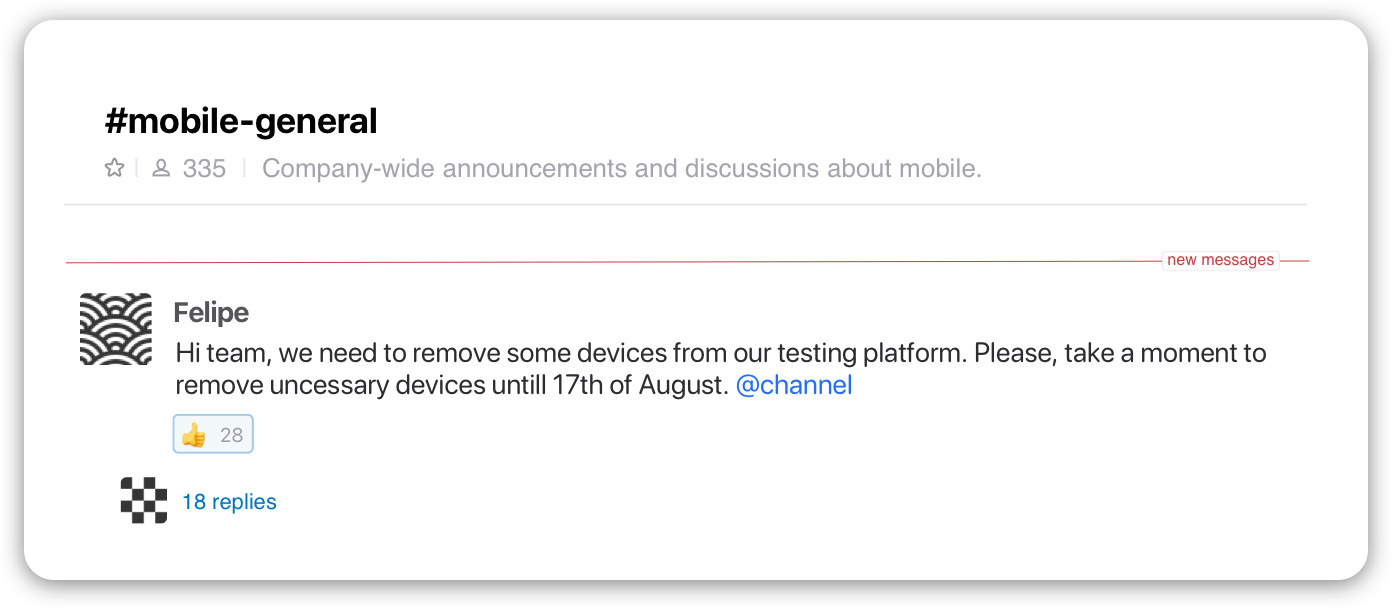 #mobile-general
335 Company-wide announcements and discussions about mobile.
new messages
Felipe
Hi team, we need to remove some devices from our testing platform. Please, take a moment to
remove uncessary devices untill 17th of August. @channel
👍 28
18 replies